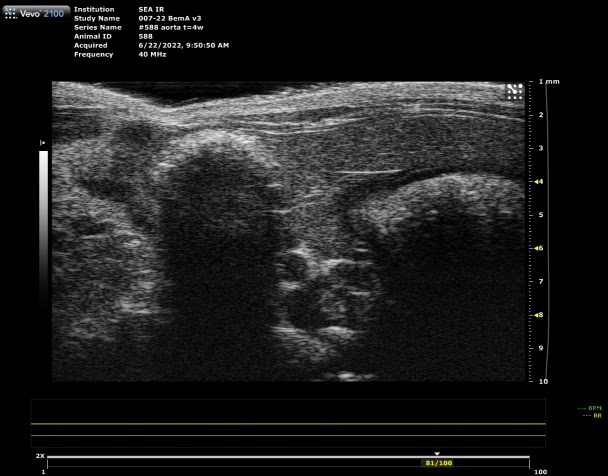 Vevo 2100
Institution SEA IR
Study Name 007-22 BemA v3
Series Name #588 aorta t=4w
Animal ID 588
Acquired 6/22/2022, 9:50:50 AM
Frequency 40 MHz
1 mm
2
3
4
5
6
7
8
9
10
--- BPM
--- RR
2X
81/100
1
100